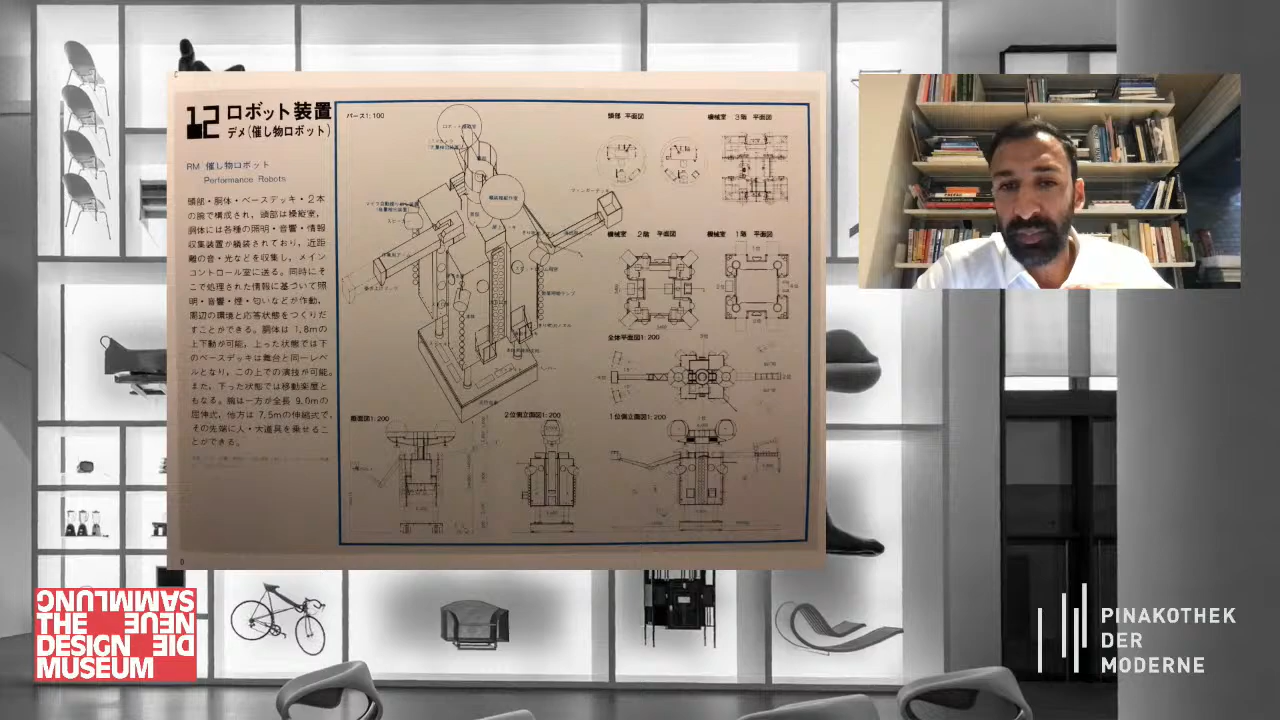 12 ロボット装置
デメ(催し物ロボット)
RM 催し物ロボット
Performance Robots
頭部・胴体・ベースデッキ・2本
の腕で構成され，頭部は操縦室，
胴体には各種の照明・音響・情報
収集装置が艤装されており，近距
離の音・光などを収集し，メイン
コントロール室に送る。同時にそ
こで処理された情報に基づいて照
明・音響・煙・匂いなどが作動，
周辺の環境と応答状態をつくりだ
すことができる。胴体は 1.8mの
上下動が可能，上った状態では下
のベースデッキは舞台と同一レベ
ルとなり，この上での演技が可能。
また，下った状態では移動楽屋と
もなる。腕は一方が全長 9.0mの
屈伸式，他方は 7.5mの伸縮式で，
その先端に人・大道具を乗せるこ
とができる。
パース1:100
頭部 平面図
機械室・3階 平面図
機械室 2階 平面図
機械室 1階 平面図
全体平面図1:200
断面図1:200
2位側立面図1:200
1位側立面図1:200
DIE
NEUE
SAMMLUNG
THE
DESIGN
MUSEUM
PINAKOTHEK
DER
MODERNE